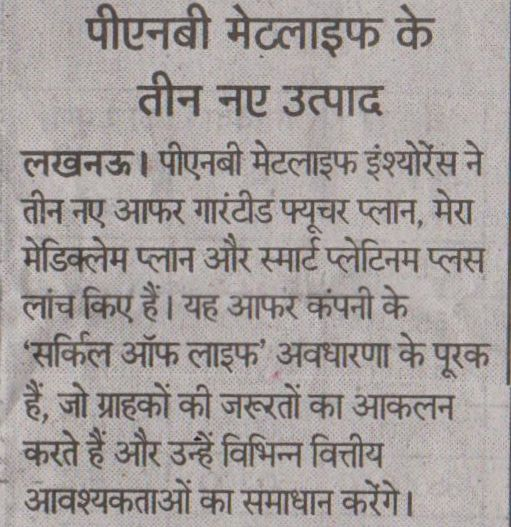 पीएनबी मेटलाइफ के
तीन नए उत्पाद
लखनऊ। पीएनबी मेटलाइफ इंश्योरेंस ने
तीन नए आफर गारंटीड फ्यूचर प्लान, मेरा
मेडिक्लेम प्लान और स्मार्ट प्लेटिनम प्लस
लांच किए हैं। यह आफर कंपनी के
‘सर्किल ऑफ लाइफ’ अवधारणा के पूरक
हैं, जो ग्राहकों की जरूरतों का आकलन
करते हैं और उन्हें विभिन्न वित्तीय
आवश्यकताओं का समाधान करेंगे।